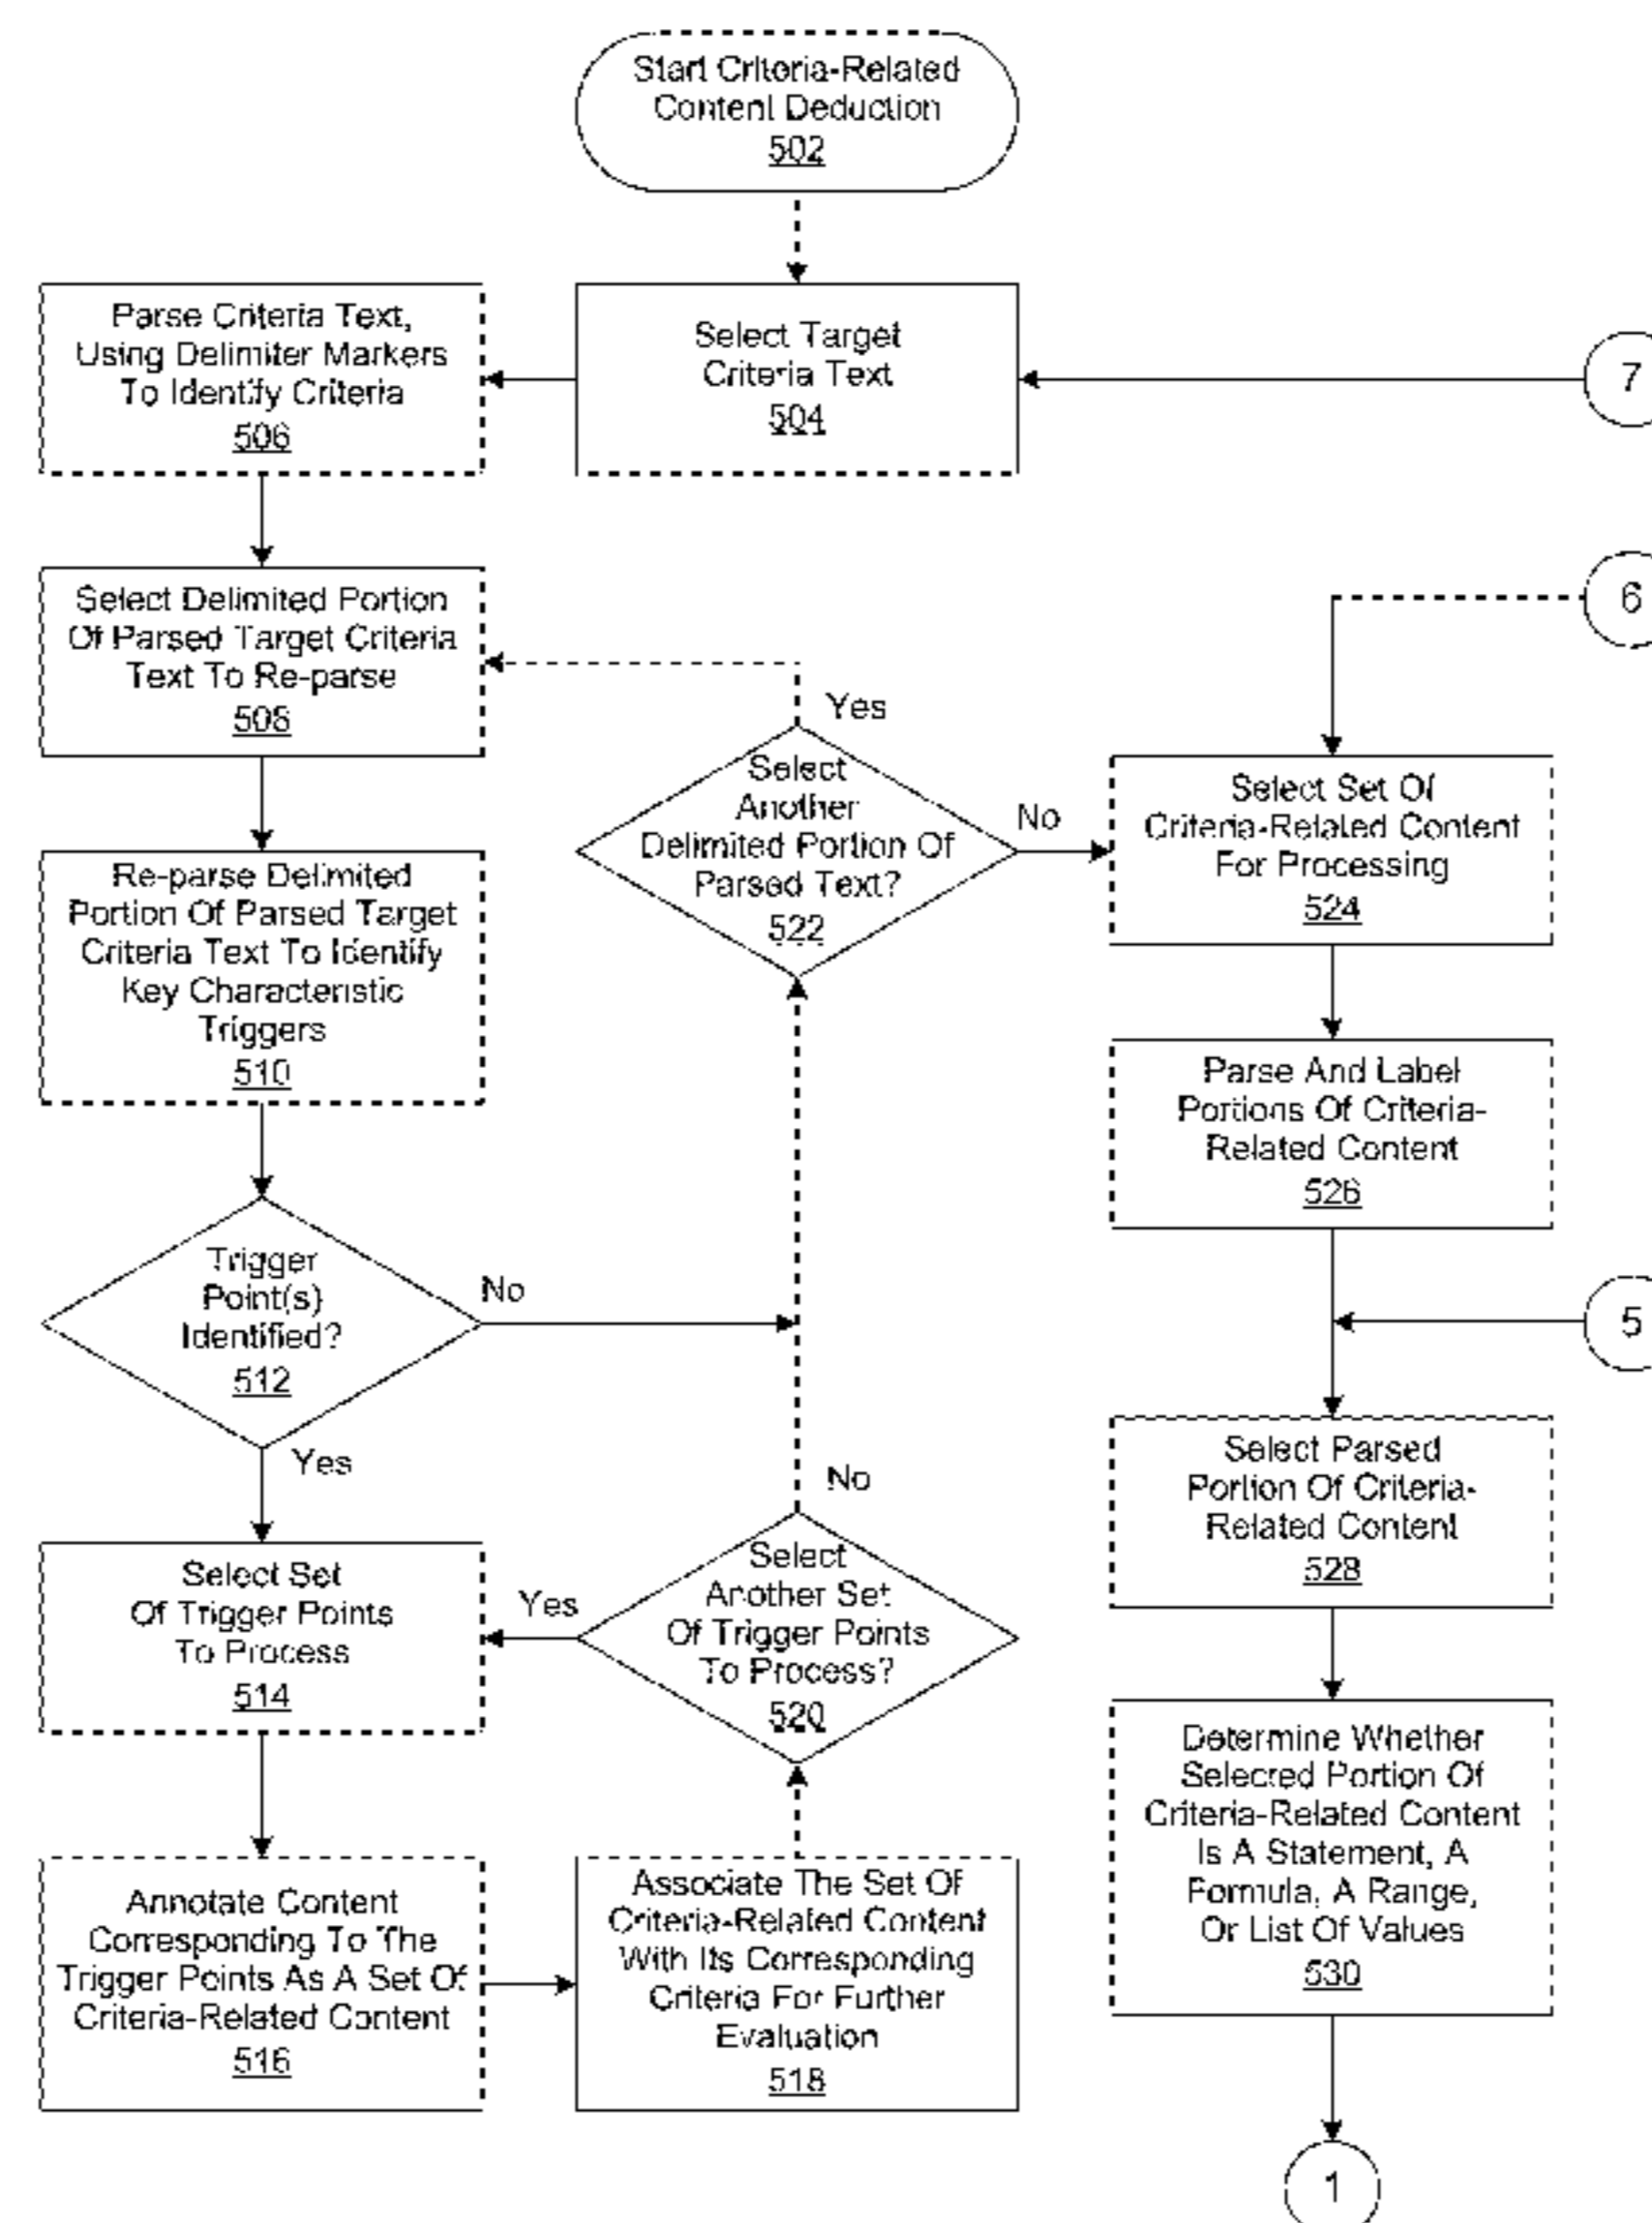 Start Criteria-Related
Content Deduction
502
Select Target
Criteria Text
504
7
Parse Criteria Text,
Using Delimiter Markers
To Identify Criteria
506
Select Delimited Portion
Of Parsed Target Criteria
Text To Re-parse
508
Re-parse Delimited
Portion Of Parsed Target
Criteria Text To Identify
Key Characteristic
Triggers
510
Trigger
Point(s)
Identified?
512
No
Yes
Select Set
Of Trigger Points
To Process
514
Annotate Content
Corresponding To The
Trigger Points As A Set Of
Criteria-Related Content
516
Associate The Set Of
Criteria-Related Content
With Its Corresponding
Criteria For Further
Evaluation
518
Select
Another Set
Of Trigger Points
To Process?
520
Yes
No
Select
Another
Delimited Portion Of
Parsed Text?
522
Yes
No
6
Select Set Of
Criteria-Related Content
For Processing
524
Parse And Label
Portions Of Criteria-
Related Content
526
5
Select Parsed
Portion Of Criteria-
Related Content
528
Determine Whether
Selected Portion Of
Criteria-Related Content
Is A Statement, A
Formula, A Range,
Or List Of Values
530
1